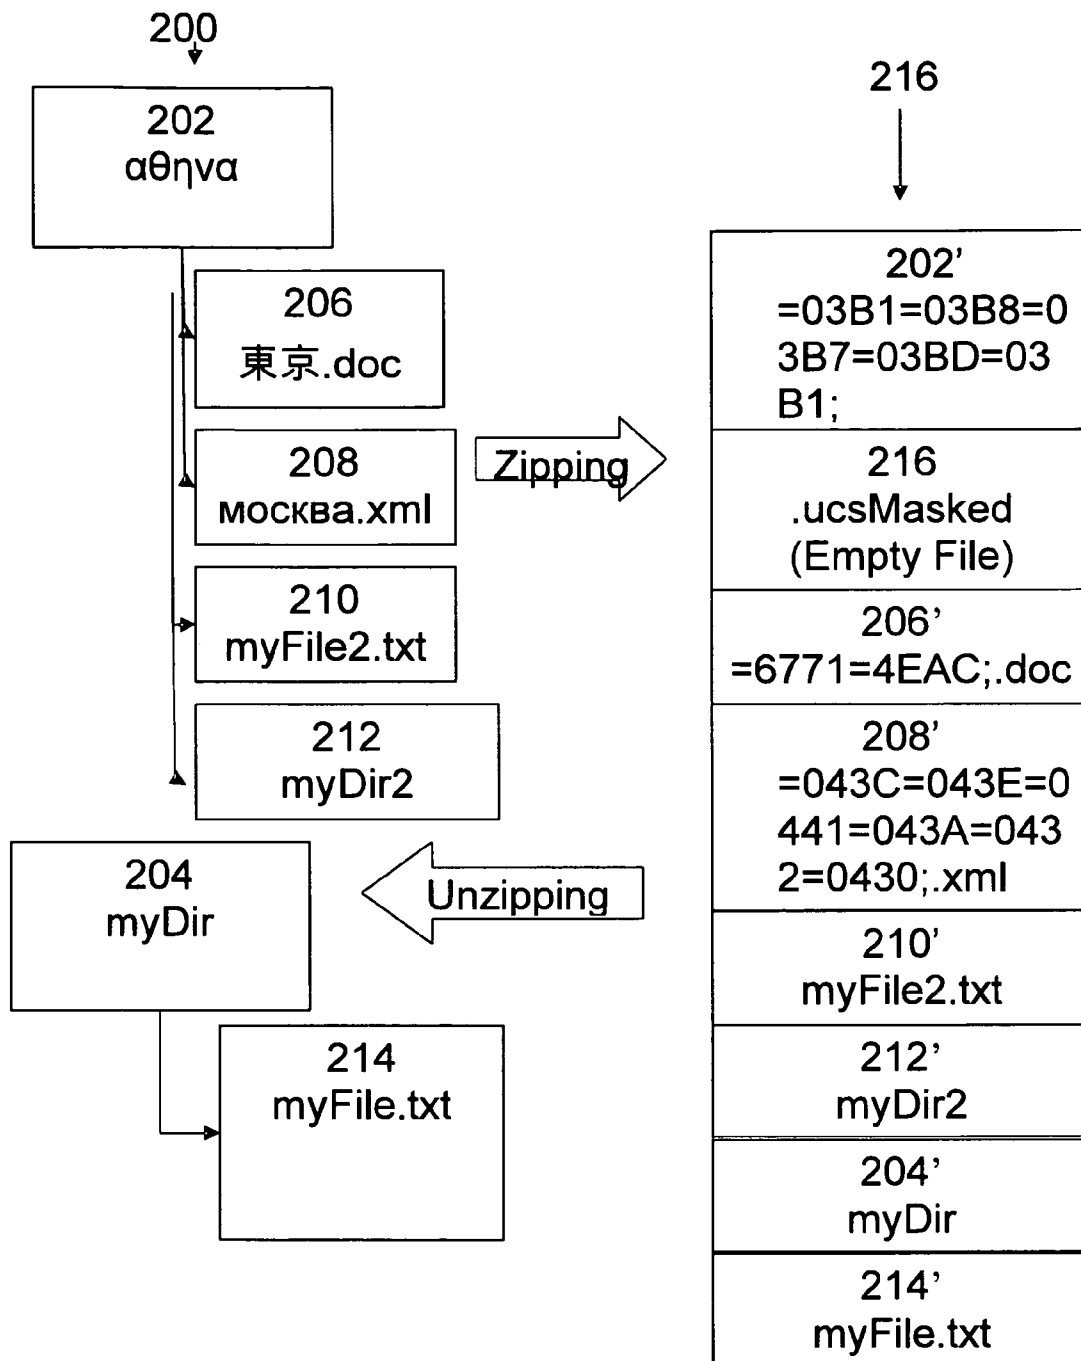 200
202
αθηνα
206
東京.doc
208
москва.xml
210
myFile2.txt
212
myDir2
204
myDir
214
myFile.txt
Zipping
Unzipping
216
202’
=03B1=03B8=0
3B7=03BD=03
B1;
216
.ucsMasked
(Empty File)
206’
=6771=4EAC;.doc
208’
=043C=043E=0
441=043A=043
2=0430;.xml
210’
myFile2.txt
212’
myDir2
204’
myDir
214’
myFile.txt